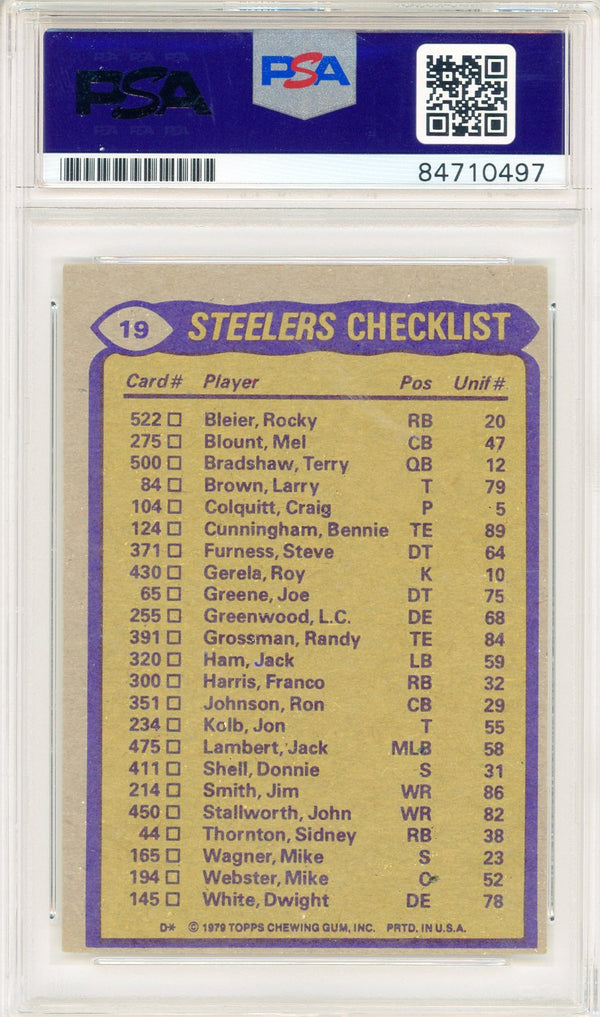 PSA
PSA
PSA PSA PSA
PSA PSA PSA
84710497
19 STEELERS CHECKLIST
Card# Player Pos Unif#
522 □ Bleier, Rocky RB 20
275 □ Blount, Mel CB 47
500 □ Bradshaw, Terry QB 12
84 □ Brown, Larry T 79
104 □ Colquitt, Craig P 5
124 □ Cunningham, Bennie TE 89
371 □ Furness, Steve DT 64
430 □ Gerela, Roy K 10
65 □ Greene, Joe DT 75
255 □ Greenwood, L.C. DE 68
391 □ Grossman, Randy TE 84
320 □ Ham, Jack LB 59
300 □ Harris, Franco RB 32
351 □ Johnson, Ron CB 29
234 □ Kolb, Jon T 55
475 □ Lambert, Jack MLB 58
411 □ Shell, Donnie S 31
214 □ Smith, Jim WR 86
450 □ Stallworth, John WR 82
44 □ Thornton, Sidney RB 38
165 □ Wagner, Mike S 23
194 □ Webster, Mike C 52
145 □ White, Dwight DE 78
D* © 1979 TOPPS CHEWING GUM, INC. PRTD. IN U.S.A.